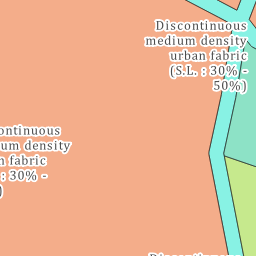 Discontinuous
medium density
urban fabric
(S.L. : 30% -
50%)
ontinuous
um density
fabric
: 30% -
)